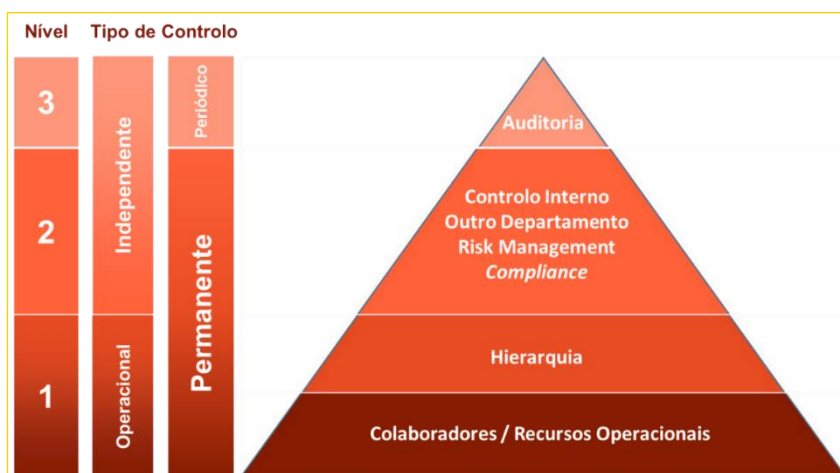 Nível Tipo de Controlo
3
2
1
Independente
Operacional
Periódico
Permanente
Auditoria
Controlo Interno
Outro Departamento
Risk Management
Compliance
Hierarquia
Colaboradores / Recursos Operacionais